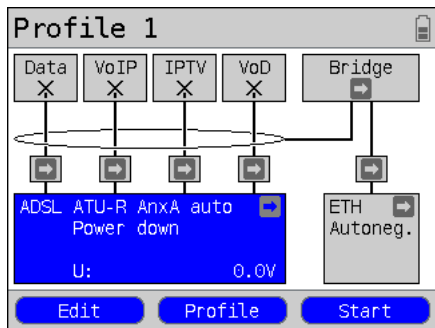 Profile 1
Data VoIP IPTV VoD Bridge
ADSL ATU-R AnxA auto
Power down
U: 0.0V
ETH
Autoneg.
Edit Profile Start